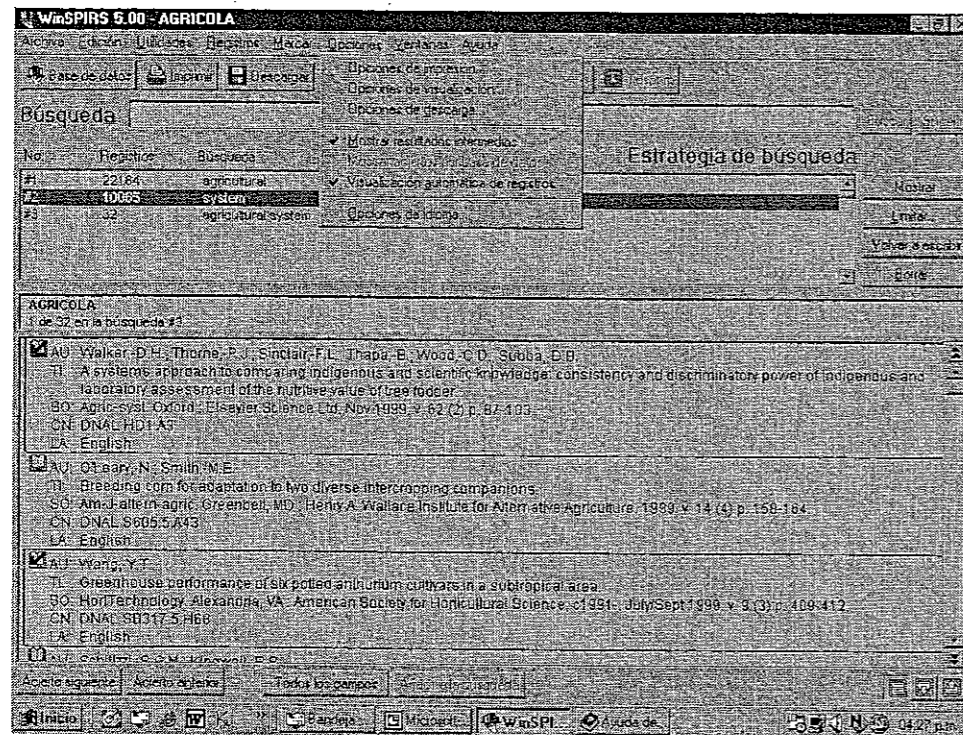 WinSPIRS 5.00 - AGRICOLA
Archivo Edición Utilidades Registros Marcar Opciones Ventanas Ayuda
Base de datos Imprimir Descargar
Opciones de impresión...
Opciones de visualización...
Opciones de descarga...
Mostrar resultados intermedios
Visualización automática de registros
Opciones de idioma...
Búsqueda
Estrategia de búsqueda
No. Registros Búsqueda
#1 22164 agricultural
#2 10065 system
#3 32 agricultural system
Mostrar
Limitar...
Volver a escribir
Borrar
AGRICOLA
1 de 32 en la búsqueda #3
AU: Walker,-D.H.; Thorne,-P.J.; Sinclair,-F.L.; Thapa,-B.; Wood,-C.D.; Subba,-D.B.
TI: A systems approach to comparing indigenous and scientific knowledge: consistency and discriminatory power of indigenous and
laboratory assessment of the nutritive value of tree fodder.
SO: Agric-syst. Oxford : Elsevier Science Ltd. Nov 1999. v. 62 (2) p. 87-103.
CN: DNAL HD1.A3
LA: English
AU: O'Leary,-N.; Smith,-M.E.
TI: Breeding corn for adaptation to two diverse intercropping companions.
SO: Am-J-altern-agric. Greenbelt, MD : Henry A. Wallace Institute for Alternative Agriculture. 1999. v. 14 (4) p. 158-164.
CN: DNAL S605.5.A43
LA: English
AU: Wang,-Y.T.
TI: Greenhouse performance of six potted anthurium cultivars in a subtropical area.
SO: HortTechnology. Alexandria, VA : American Society for Horticultural Science, c1991-. July/Sept 1999. v. 9 (3) p. 409-412.
CN: DNAL SB317.5.H68
LA: English
Acierto siguiente Acierto anterior Todos los campos
Inicio Bandeja... Microsoft... WinSPI... Ayuda de... 04:27 p.m.